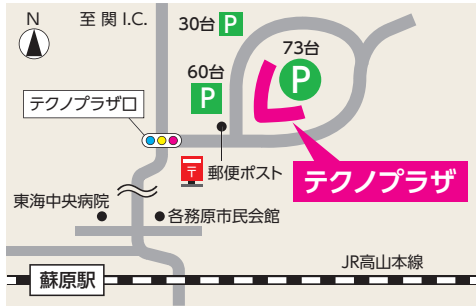 N
至 関 I.C.
30台 P
73台
P
60台
P
テクノプラザ口
〒 郵便ポスト
テクノプラザ
東海中央病院
各務原市民会館
JR高山本線
蘇原駅